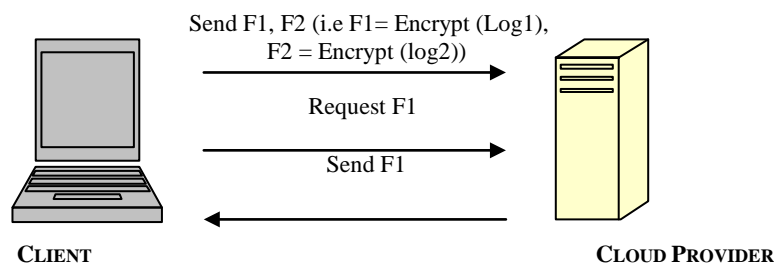 Send F1, F2 (i.e F1= Encrypt (Log1),
F2 = Encrypt (log2))
Request F1
Send F1
CLIENT
CLOUD PROVIDER